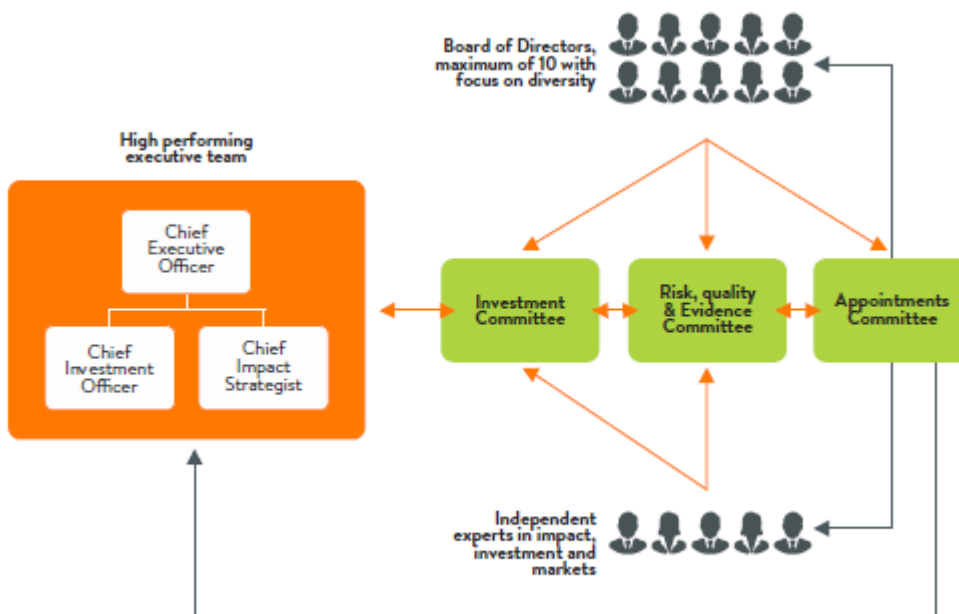 Board of Directors,
maximum of 10 with
focus on diversity
High performing
executive team
Chief
Executive
Officer
Chief
Investment
Officer
Chief
Impact
Strategist
Investment
Committee
Risk, quality
& Evidence
Committee
Appointments
Committee
Independent
experts in impact,
investment and
markets